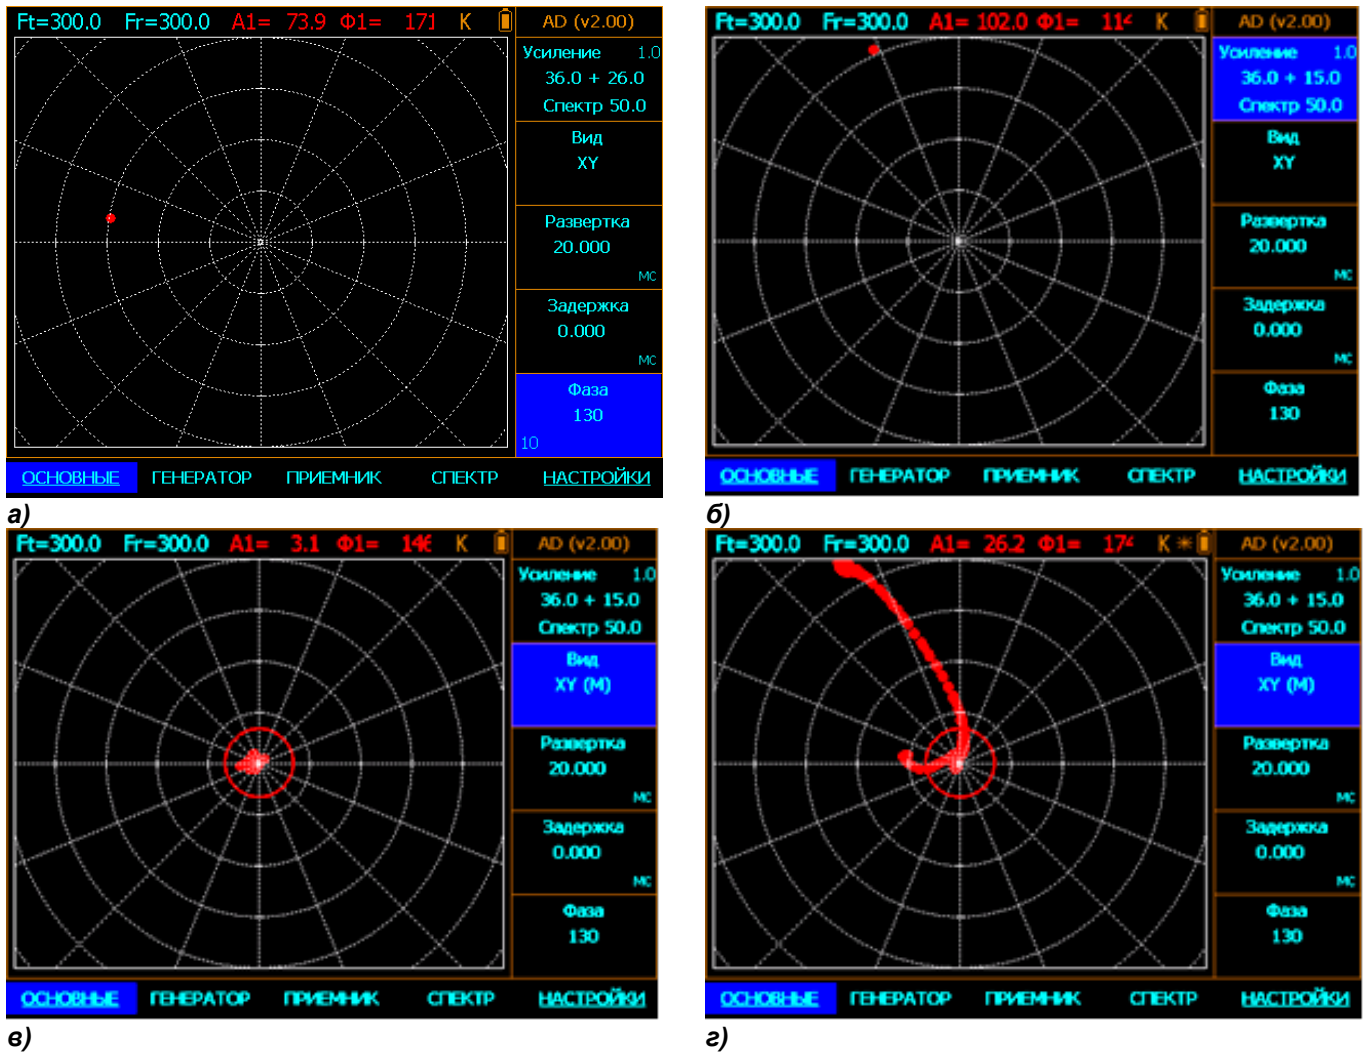 Ft=300.0 Fr=300.0 A1= 73.9 Ф1= 171 K AD (v2.00)
Усиление 1.0
36.0 + 26.0
Спектр 50.0
Вид
XY
Развертка
20.000
мс
Задержка
0.000
мс
Фаза
130
10
ОСНОВНЫЕ ГЕНЕРАТОР ПРИЕМНИК СПЕКТР НАСТРОЙКИ
а)
Ft=300.0 Fr=300.0 A1= 102.0 Ф1= 114 K AD (v2.00)
Усиление 1.0
36.0 + 15.0
Спектр 50.0
Вид
XY
Развертка
20.000
мс
Задержка
0.000
мс
Фаза
130
ОСНОВНЫЕ ГЕНЕРАТОР ПРИЕМНИК СПЕКТР НАСТРОЙКИ
б)
Ft=300.0 Fr=300.0 A1= 3.1 Ф1= 146 K AD (v2.00)
Усиление 1.0
36.0 + 15.0
Спектр 50.0
Вид
XY (M)
Развертка
20.000
мс
Задержка
0.000
мс
Фаза
130
ОСНОВНЫЕ ГЕНЕРАТОР ПРИЕМНИК СПЕКТР НАСТРОЙКИ
в)
Ft=300.0 Fr=300.0 A1= 26.2 Ф1= 174 K ✳ AD (v2.00)
Усиление 1.0
36.0 + 15.0
Спектр 50.0
Вид
XY (M)
Развертка
20.000
мс
Задержка
0.000
мс
Фаза
130
ОСНОВНЫЕ ГЕНЕРАТОР ПРИЕМНИК СПЕКТР НАСТРОЙКИ
г)